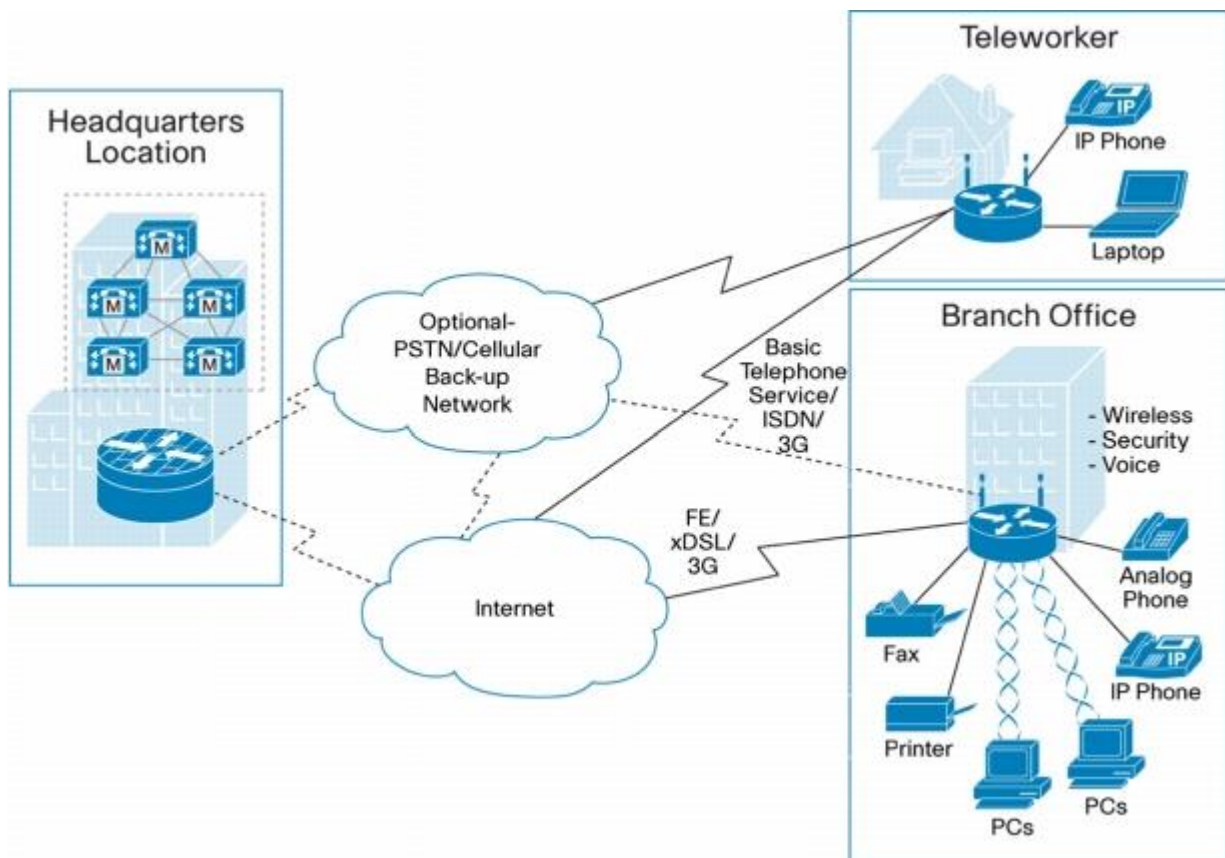 Headquarters
Location
M
M
M
M
M
Optional-
PSTN/Cellular
Back-up
Network
Internet
Basic
Telephone
Service/
ISDN/
3G
FE/
xDSL/
3G
Teleworker
IP
IP Phone
Laptop
Branch Office
- Wireless
- Security
- Voice
Analog
Phone
IP
IP Phone
Fax
Printer
PCs
PCs